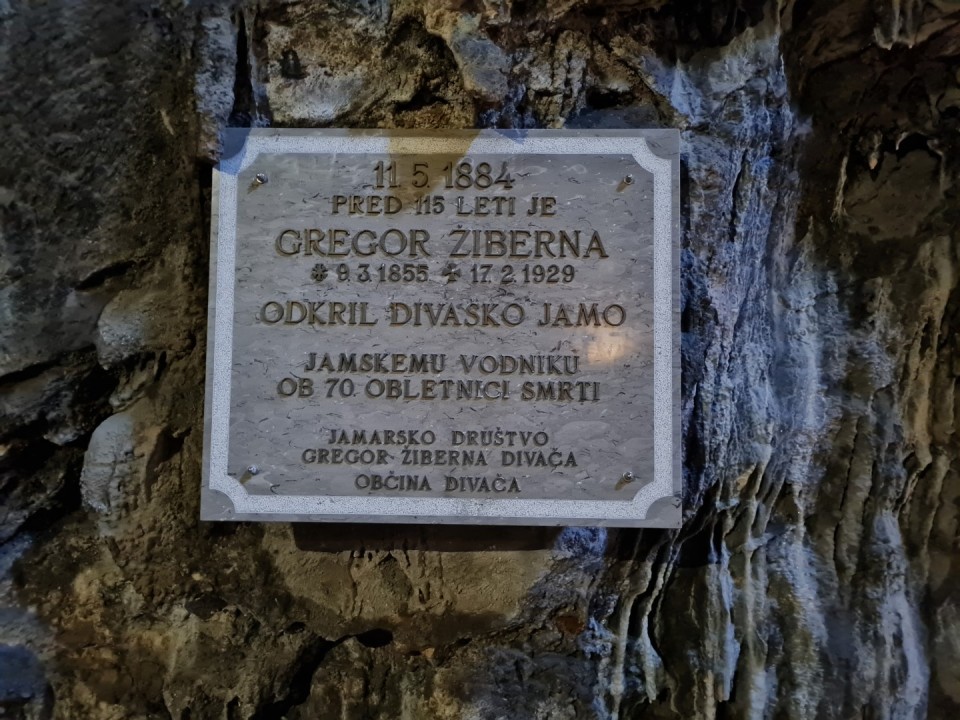 11. 5. 1884
PRED 115 LETI JE
GREGOR ŽIBERNA
* 9. 3. 1855 ✢ 17. 2. 1929
ODKRIL DIVAŠKO JAMO
JAMSKEMU VODNIKU
OB 70. OBLETNICI SMRTI
JAMARSKO DRUŠTVO
GREGOR ŽIBERNA DIVAČA
OBČINA DIVAČA